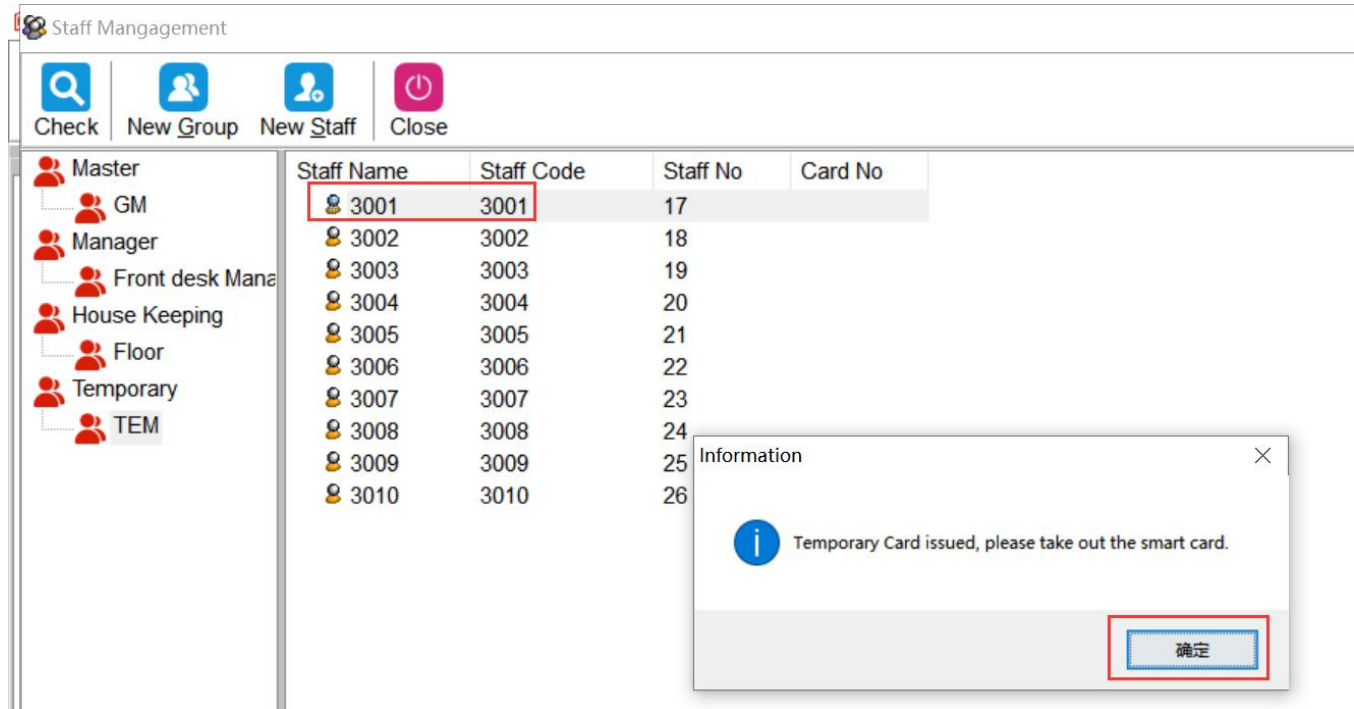 Staff Mangagement
Check New Group New Staff Close
Master
GM
Manager
Front desk Mana
House Keeping
Floor
Temporary
TEM
Staff Name Staff Code Staff No Card No
3001 3001 17
3002 3002 18
3003 3003 19
3004 3004 20
3005 3005 21
3006 3006 22
3007 3007 23
3008 3008 24
3009 3009 25
3010 3010 26
Information
Temporary Card issued, please take out the smart card.
确定